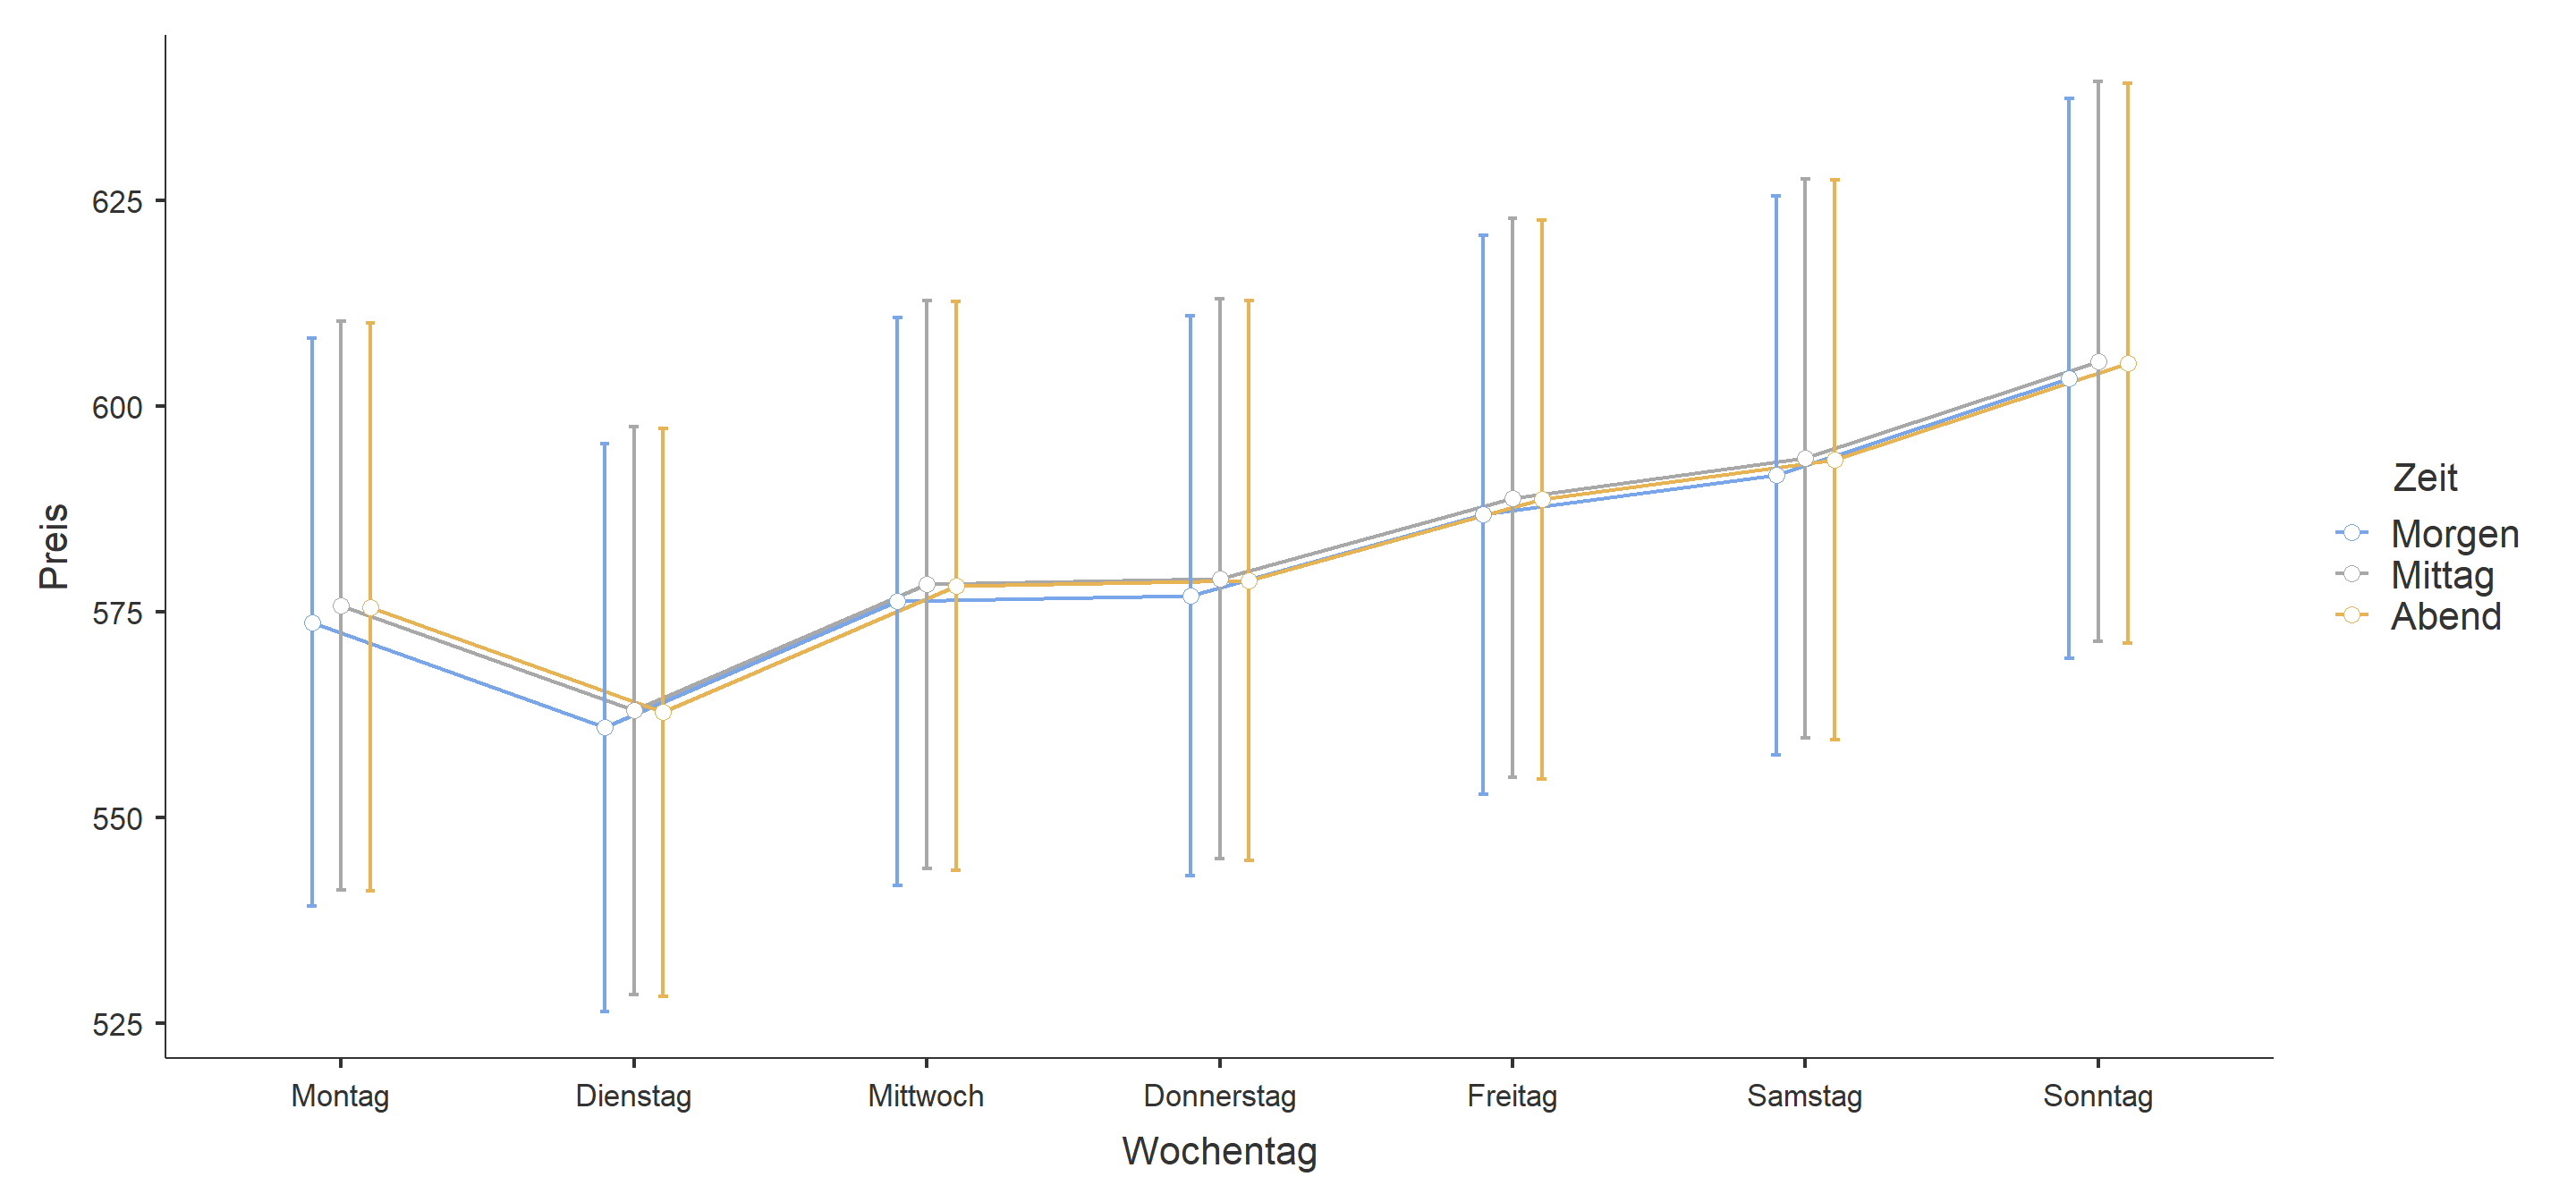 Preis
625
600
575
550
525
Montag Dienstag Mittwoch Donnerstag Freitag Samstag Sonntag
Wochentag
Zeit
Morgen
Mittag
Abend